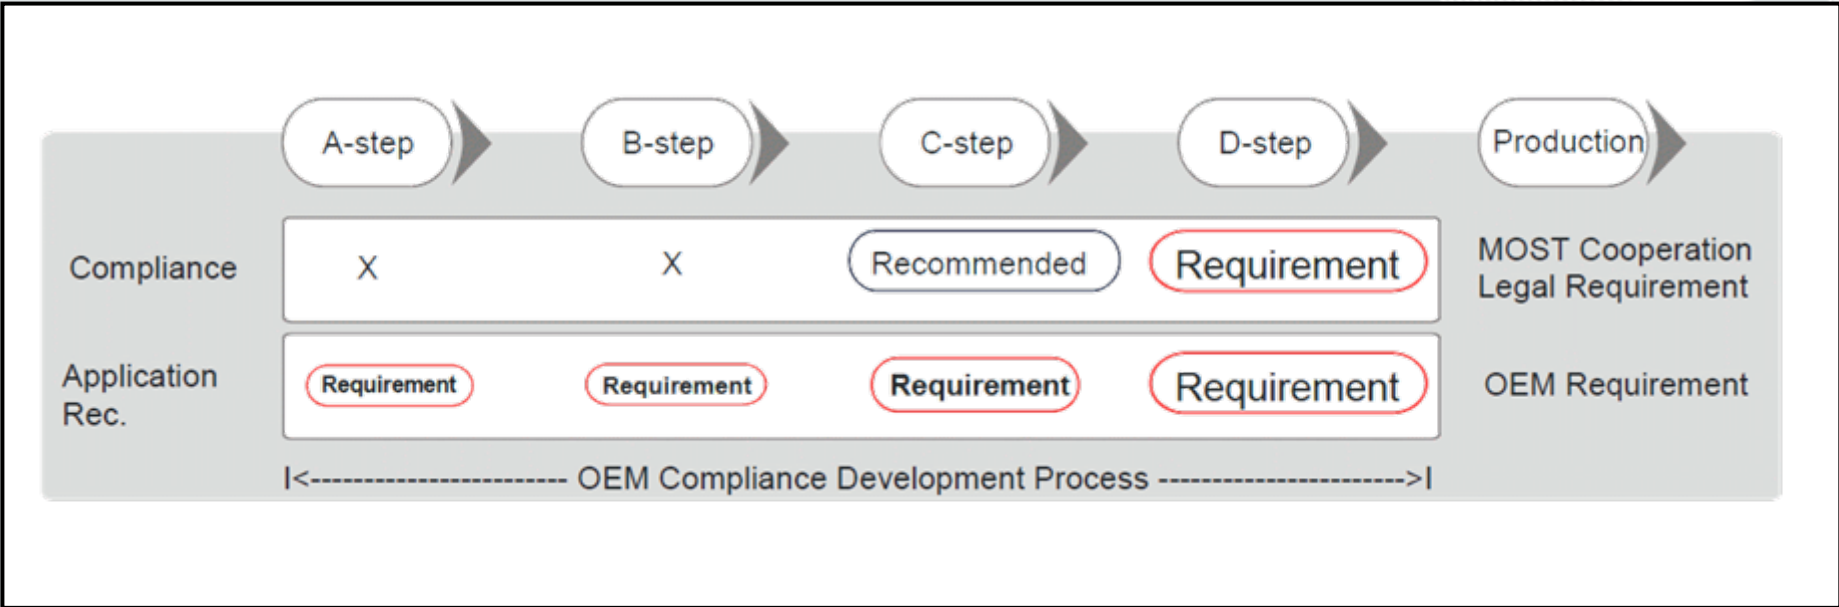 A-step
B-step
C-step
D-step
Production
Compliance
X
X
Recommended
Requirement
MOST Cooperation
Legal Requirement
Application
Rec.
Requirement
Requirement
Requirement
Requirement
OEM Requirement
I<------------------------ OEM Compliance Development Process ----------------------->I